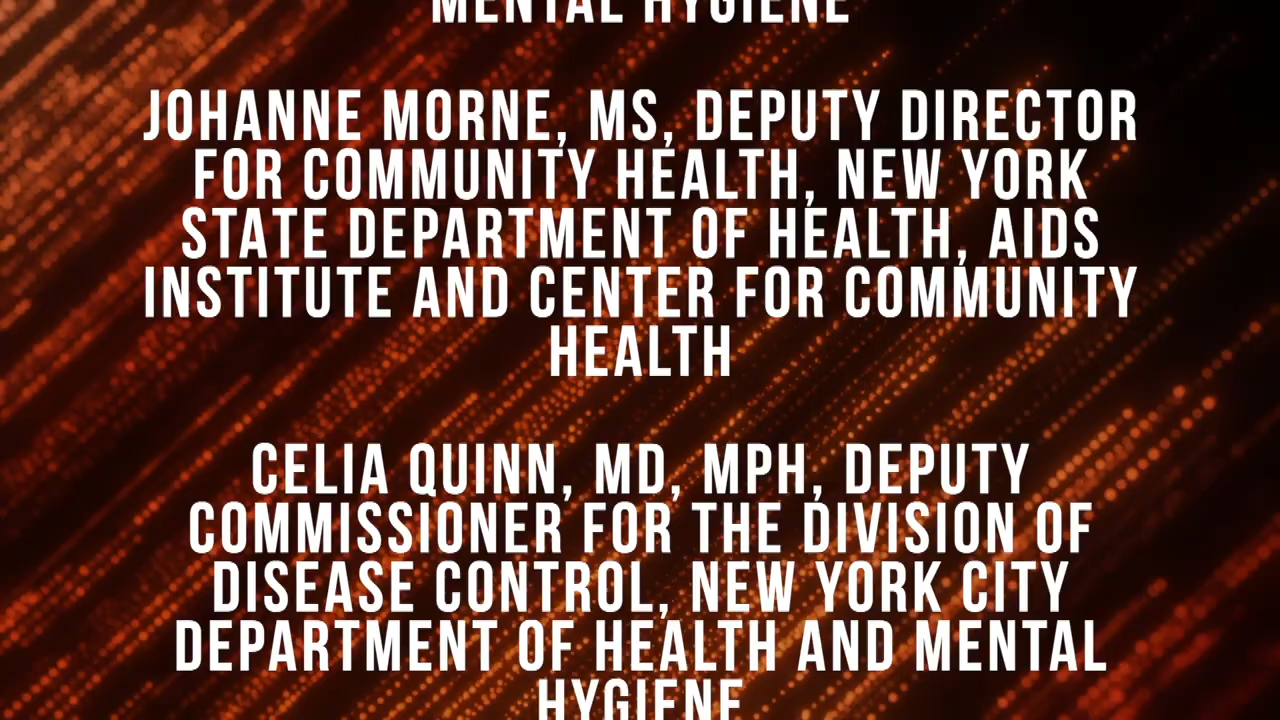 MENTAL HYGIENE
JOHANNE MORNE, MS, DEPUTY DIRECTOR
FOR COMMUNITY HEALTH, NEW YORK
STATE DEPARTMENT OF HEALTH, AIDS
INSTITUTE AND CENTER FOR COMMUNITY
HEALTH
CELIA QUINN, MD, MPH, DEPUTY
COMMISSIONER FOR THE DIVISION OF
DISEASE CONTROL, NEW YORK CITY
DEPARTMENT OF HEALTH AND MENTAL
HYGIENE